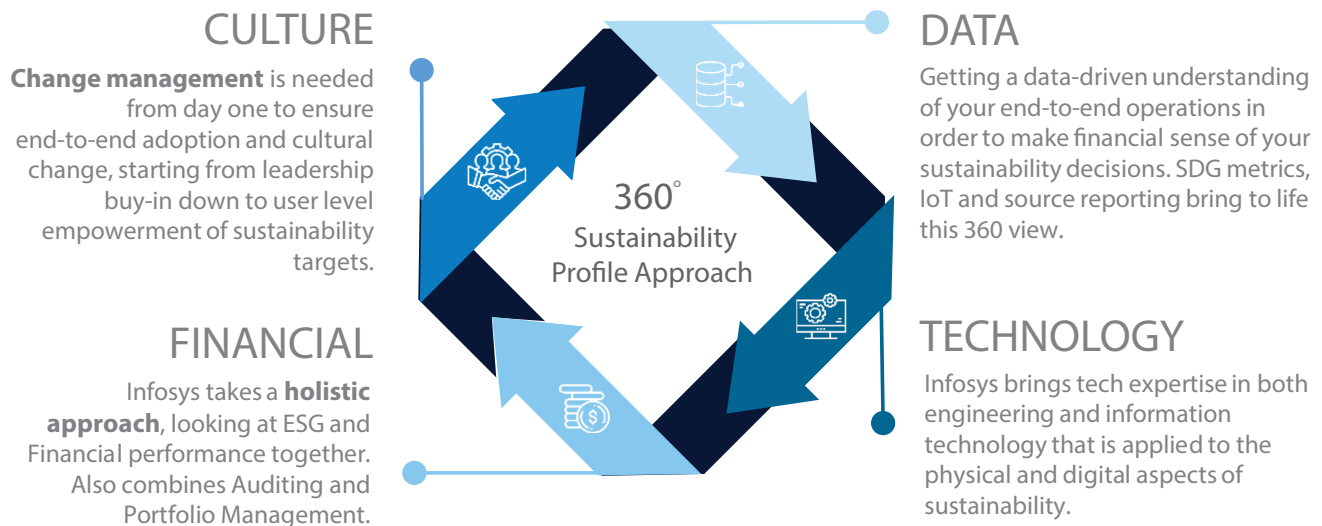 CULTURE
Change management is needed
from day one to ensure
end-to-end adoption and cultural
change, starting from leadership
buy-in down to user level
empowerment of sustainability
targets.
DATA
Getting a data-driven understanding
of your end-to-end operations in
order to make financial sense of your
sustainability decisions. SDG metrics,
IoT and source reporting bring to life
this 360 view.
360°
Sustainability
Profile Approach
FINANCIAL
Infosys takes a holistic
approach, looking at ESG and
Financial performance together.
Also combines Auditing and
Portfolio Management.
TECHNOLOGY
Infosys brings tech expertise in both
engineering and information
technology that is applied to the
physical and digital aspects of
sustainability.
$